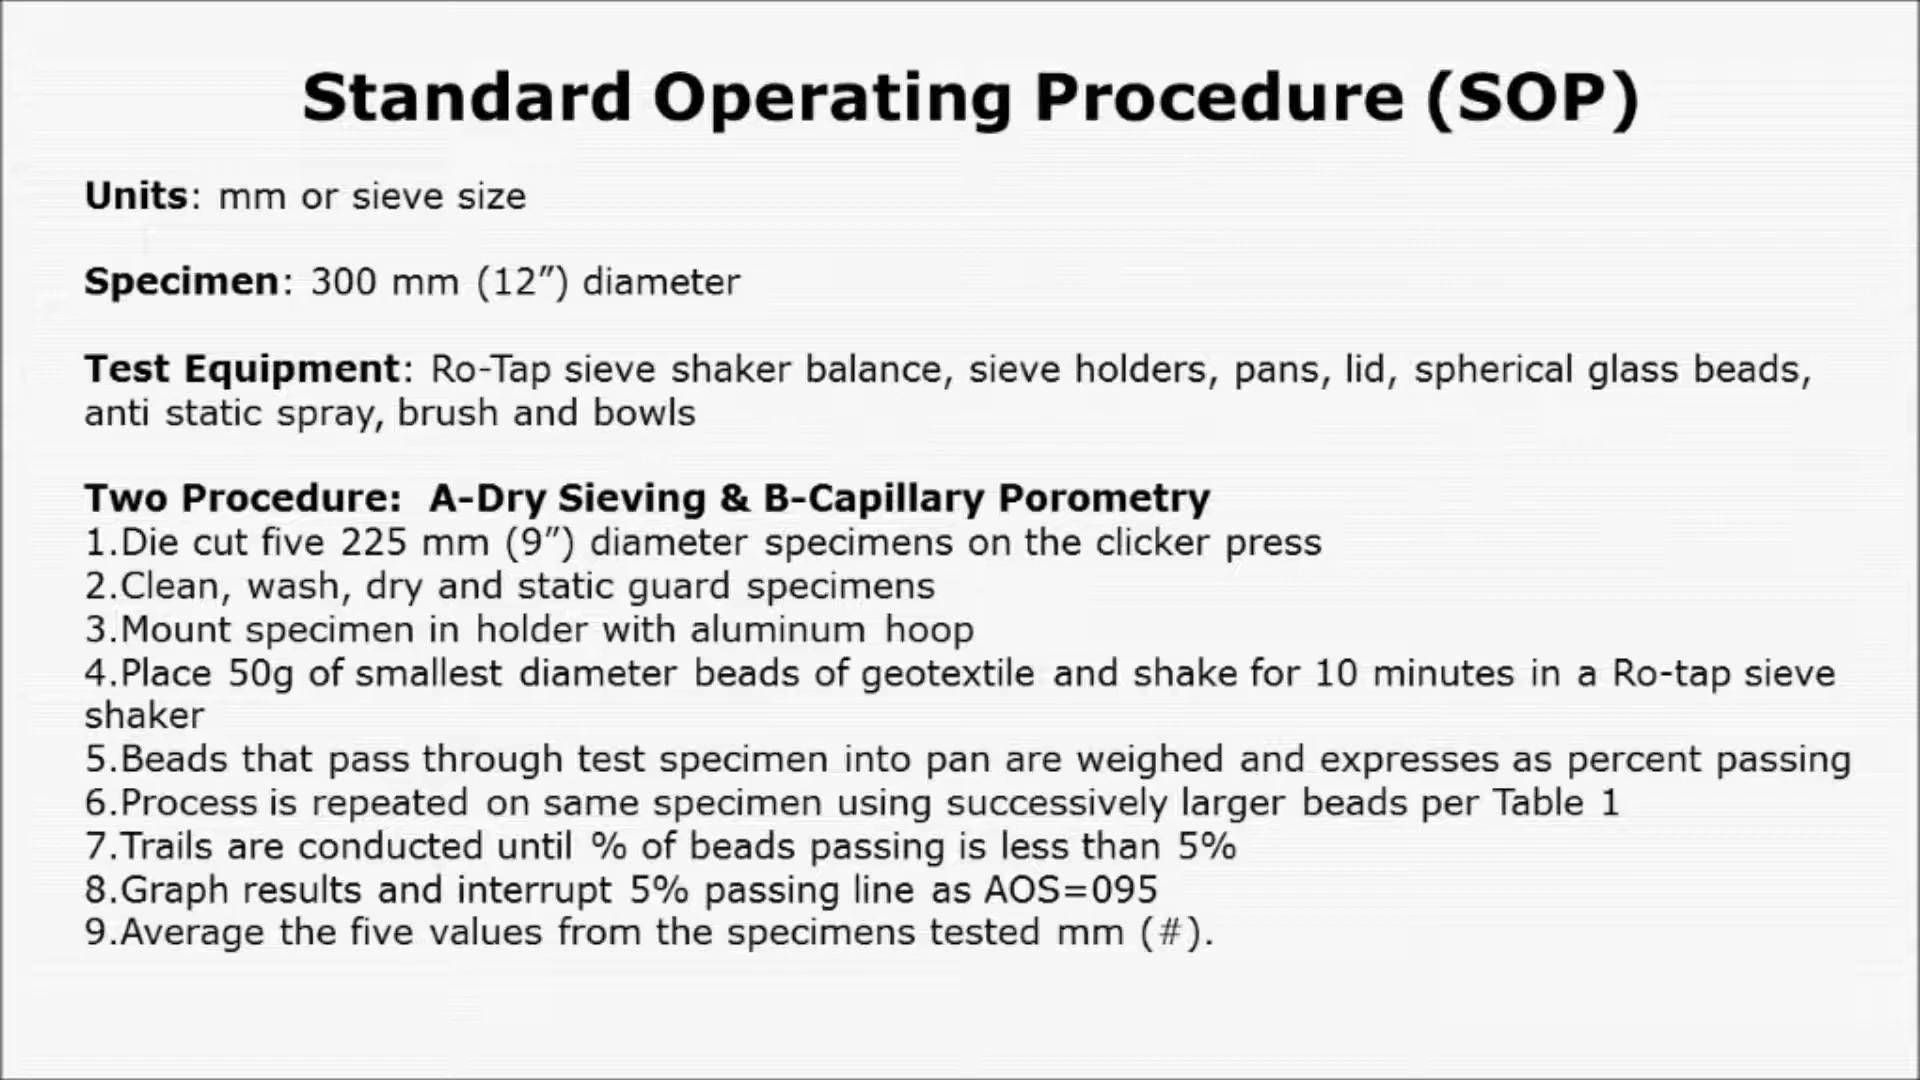 Standard Operating Procedure (SOP)
Units: mm or sieve size
Specimen: 300 mm (12”) diameter
Test Equipment: Ro-Tap sieve shaker balance, sieve holders, pans, lid, spherical glass beads,
anti static spray, brush and bowls
Two Procedure: A-Dry Sieving & B-Capillary Porometry
1.Die cut five 225 mm (9”) diameter specimens on the clicker press
2.Clean, wash, dry and static guard specimens
3.Mount specimen in holder with aluminum hoop
4.Place 50g of smallest diameter beads of geotextile and shake for 10 minutes in a Ro-tap sieve
shaker
5.Beads that pass through test specimen into pan are weighed and expresses as percent passing
6.Process is repeated on same specimen using successively larger beads per Table 1
7.Trails are conducted until % of beads passing is less than 5%
8.Graph results and interrupt 5% passing line as AOS=095
9.Average the five values from the specimens tested mm (#).